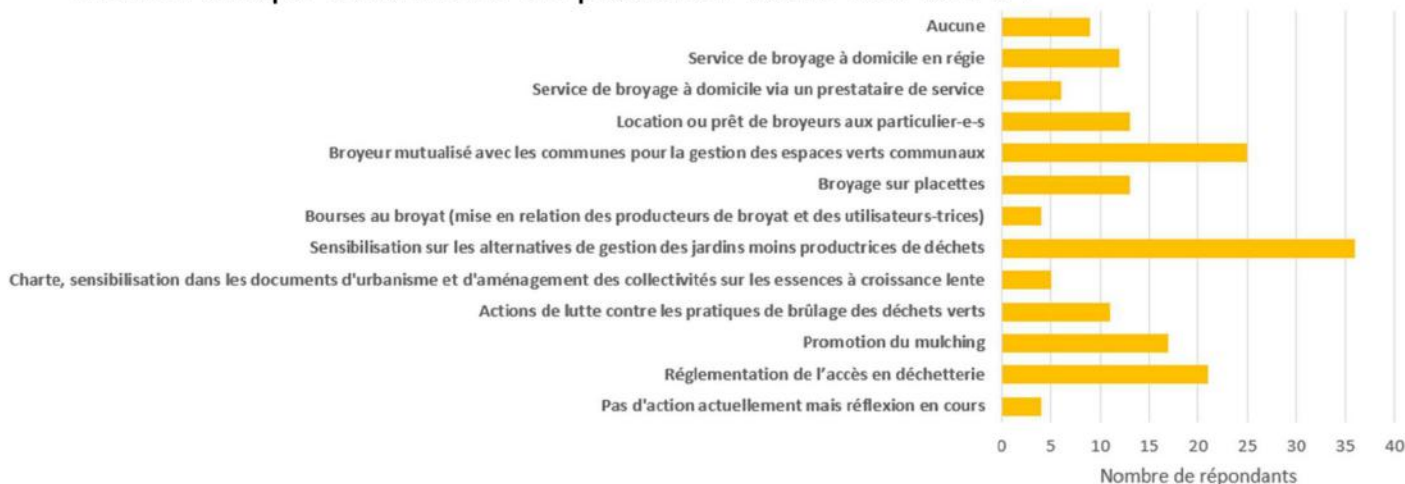 Aucune
Service de broyage à domicile en régie
Service de broyage à domicile via un prestataire de service
Location ou prêt de broyeurs aux particulier-e-s
Broyeur mutualisé avec les communes pour la gestion des espaces verts communaux
Broyage sur placettes
Bourses au broyat (mise en relation des producteurs de broyat et des utilisateurs-trices)
Sensibilisation sur les alternatives de gestion des jardins moins productrices de déchets
Charte, sensibilisation dans les documents d'urbanisme et d'aménagement des collectivités sur les essences à croissance lente
Actions de lutte contre les pratiques de brûlage des déchets verts
Promotion du mulching
Réglementation de l’accès en déchetterie
Pas d'action actuellement mais réflexion en cours
0 5 10 15 20 25 30 35 40
Nombre de répondants